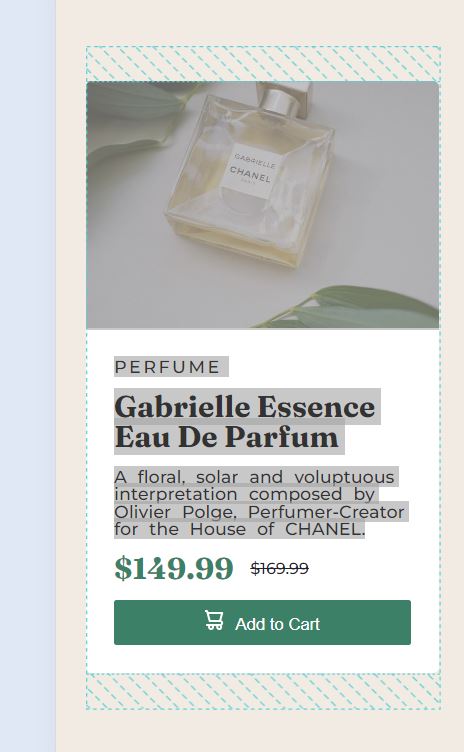 GABRIELLE
CHANEL
PARIS
PERFUME
Gabrielle Essence
Eau De Parfum
A floral, solar and voluptuous
interpretation composed by
Olivier Polge, Perfumer-Creator
for the House of CHANEL.
$149.99 $169.99
Add to Cart